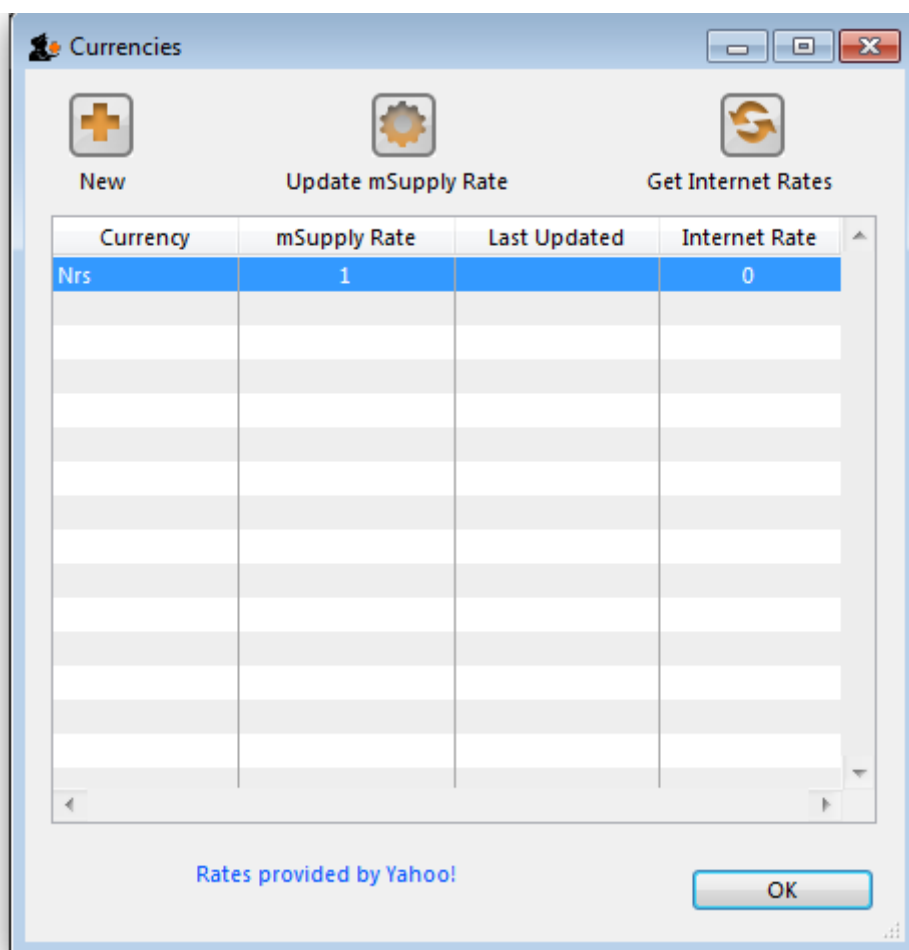 Currencies
New Update mSupply Rate Get Internet Rates
Currency mSupply Rate Last Updated Internet Rate
Nrs 1 0
Rates provided by Yahoo!
OK